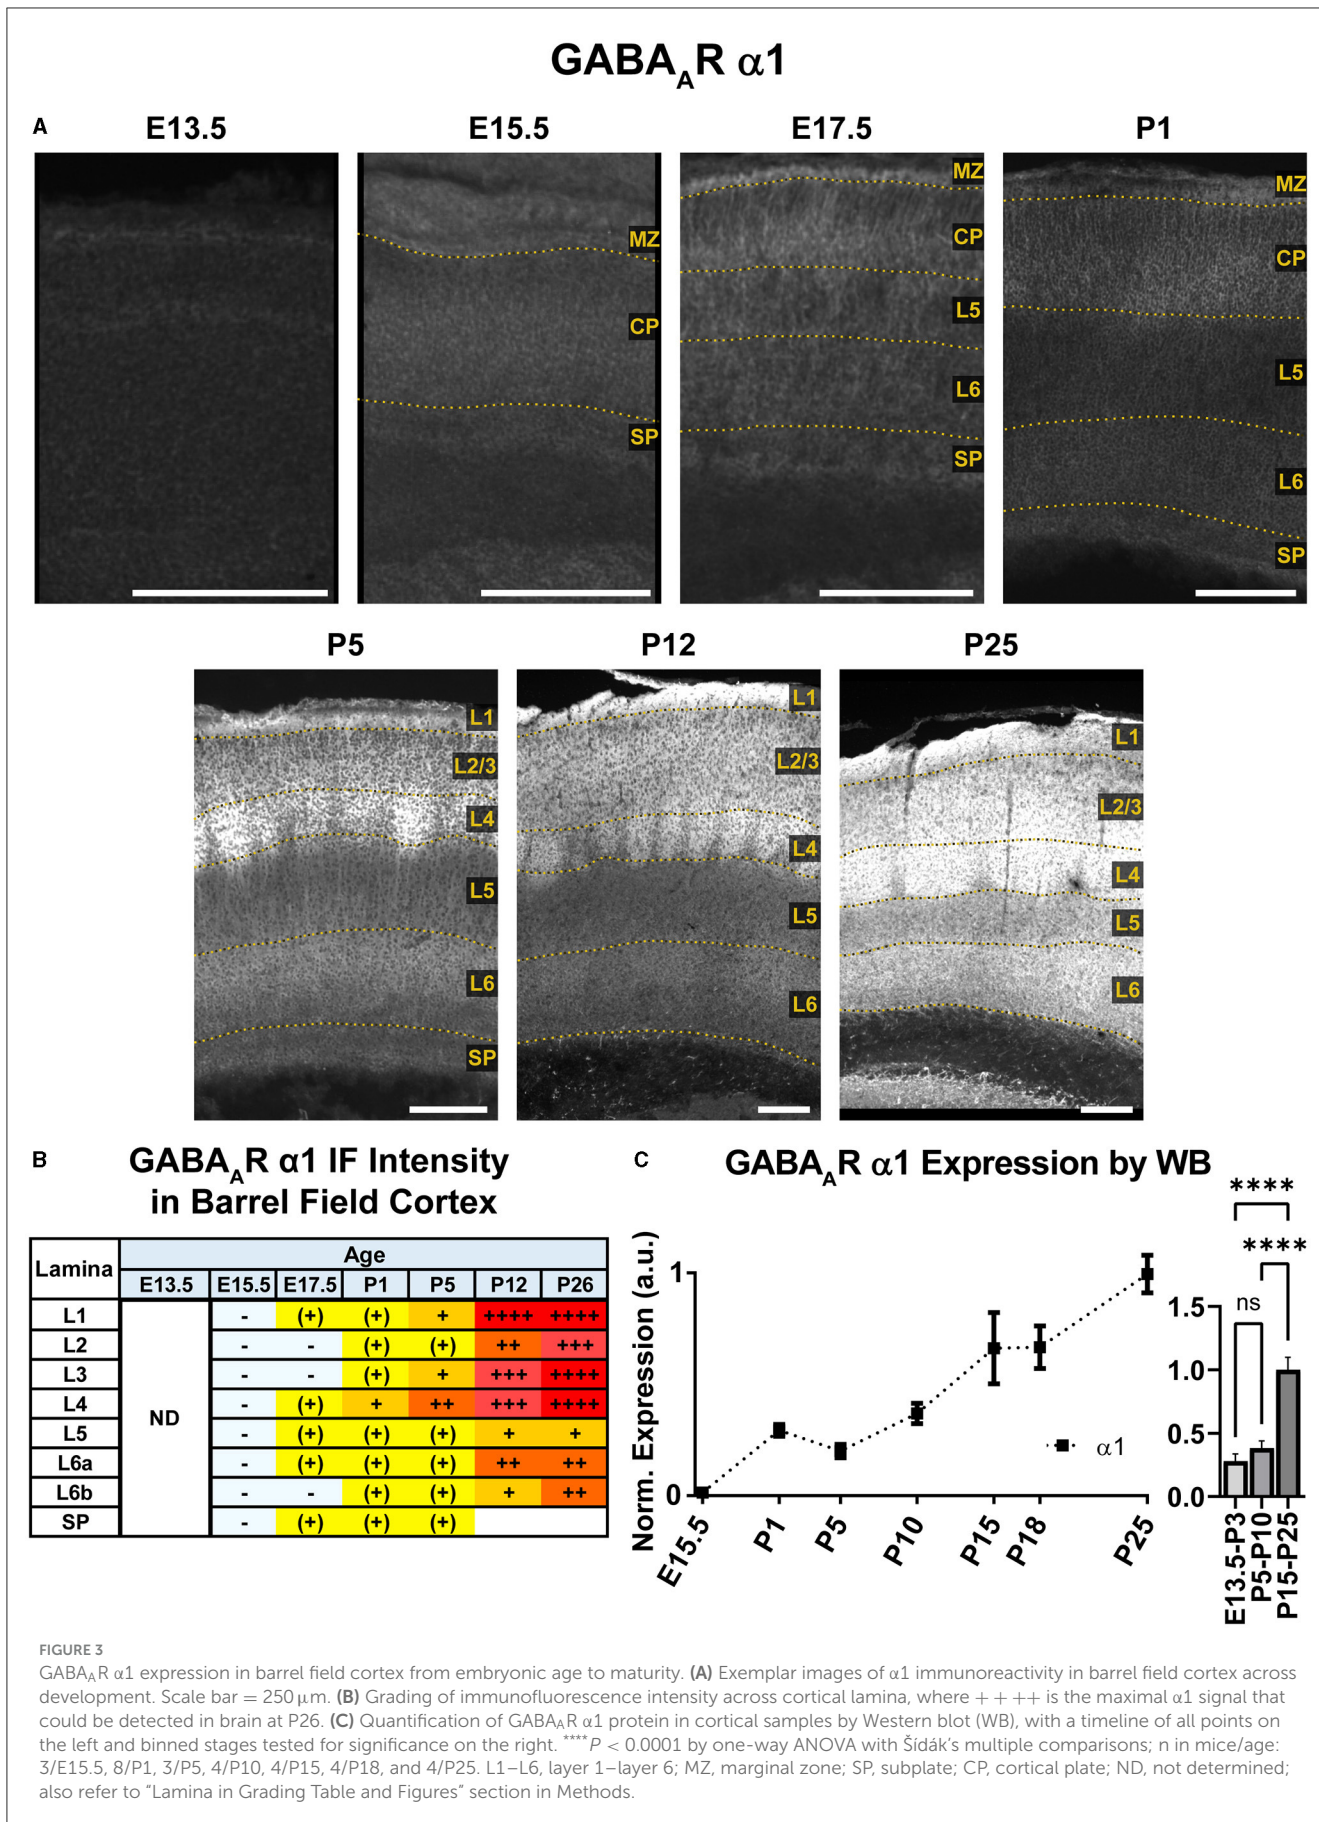 GABA_AR α1
A
E13.5 E15.5 E17.5 P1
MZ
CP
SP
MZ
CP
L5
L6
SP
MZ
CP
L5
L6
SP
P5 P12 P25
L1
L2/3
L4
L5
L6
SP
L1
L2/3
L4
L5
L6
L1
L2/3
L4
L5
L6
B
GABA_AR α1 IF Intensity
in Barrel Field Cortex
Lamina Age
E13.5 E15.5 E17.5 P1 P5 P12 P26
L1 - (+) (+) + ++++ ++++
L2 - - (+) (+) ++ +++
L3 - - (+) + +++ ++++
L4 - (+) + ++ +++ ++++
ND
L5 - (+) (+) (+) + +
L6a - (+) (+) (+) ++ ++
L6b - - (+) (+) + ++
SP - (+) (+) (+)
C
GABA_AR α1 Expression by WB
Norm. Expression (a.u.)
1
0
E15.5 P1 P5 P10 P15 P18 P25
α1
****
****
ns
1.5
1.0
0.5
0.0
E13.5-P3
P5-P10
P15-P25
FIGURE 3
GABA_AR α1 expression in barrel field cortex from embryonic age to maturity. (A) Exemplar images of α1 immunoreactivity in barrel field cortex across
development. Scale bar = 250 μm. (B) Grading of immunofluorescence intensity across cortical lamina, where + + ++ is the maximal α1 signal that
could be detected in brain at P26. (C) Quantification of GABA_AR α1 protein in cortical samples by Western blot (WB), with a timeline of all points on
the left and binned stages tested for significance on the right. ****P < 0.0001 by one-way ANOVA with Šídák's multiple comparisons; n in mice/age:
3/E15.5, 8/P1, 3/P5, 4/P10, 4/P15, 4/P18, and 4/P25. L1–L6, layer 1–layer 6; MZ, marginal zone; SP, subplate; CP, cortical plate; ND, not determined;
also refer to "Lamina in Grading Table and Figures" section in Methods.